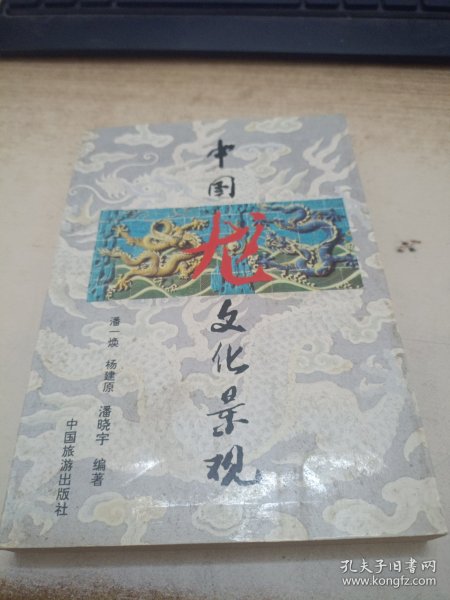 中国龙文化景观
潘一焕 杨建原 潘晓宇 编著
中国旅游出版社
孔夫子旧书网
www.kongfz.com